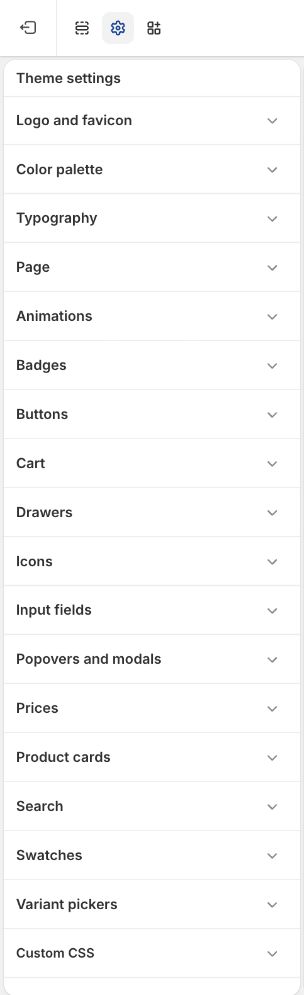 Theme settings
Logo and favicon
Color palette
Typography
Page
Animations
Badges
Buttons
Cart
Drawers
Icons
Input fields
Popovers and modals
Prices
Product cards
Search
Swatches
Variant pickers
Custom CSS